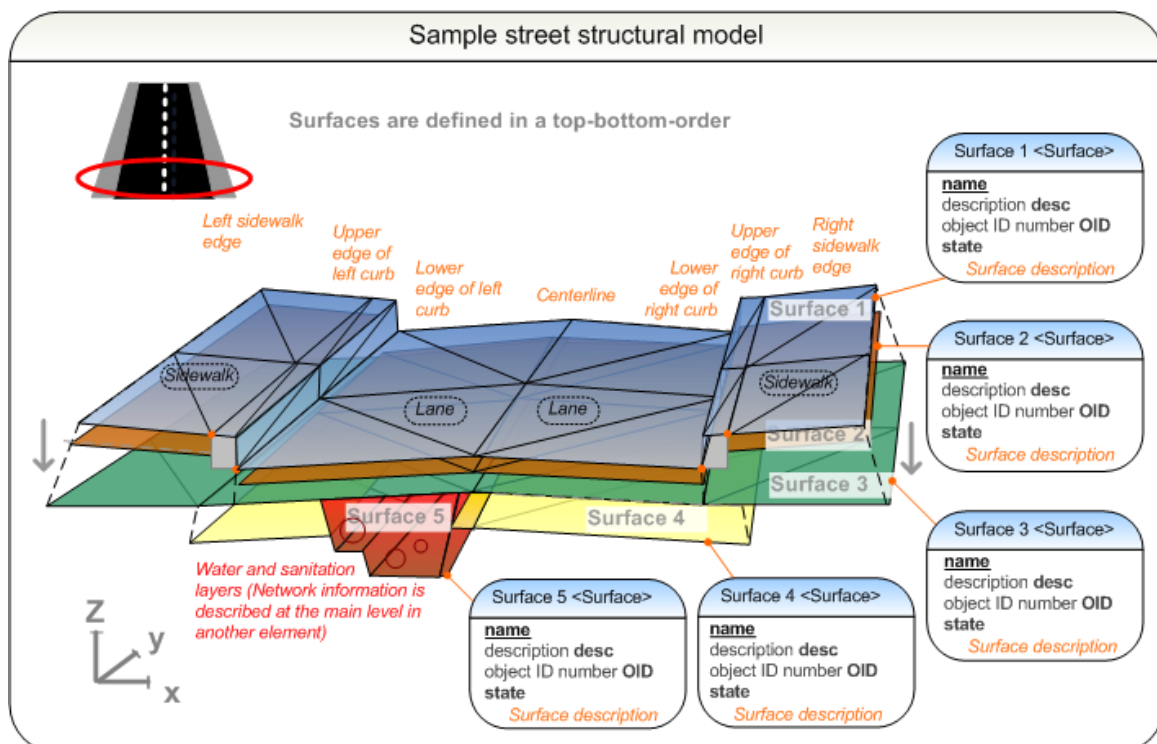 Sample street structural model
Surfaces are defined in a top-bottom-order
Left sidewalk
edge
Upper
edge of
left curb
Lower
edge of left
curb
Centerline
Lower
edge of
right curb
Upper
edge of
right curb
Right
sidewalk
edge
Surface 1 <Surface>
name
description desc
object ID number OID
state
Surface description
Surface 1
Sidewalk
Lane
Lane
Sidewalk
Surface 2 <Surface>
name
description desc
object ID number OID
state
Surface description
Surface 2
Surface 3
Surface 5
Surface 4
Water and sanitation
layers (Network information is
described at the main level in
another element)
Surface 3 <Surface>
name
description desc
object ID number OID
state
Surface description
Surface 5 <Surface>
name
description desc
object ID number OID
state
Surface description
Surface 4 <Surface>
name
description desc
object ID number OID
state
Surface description
Z
y
x